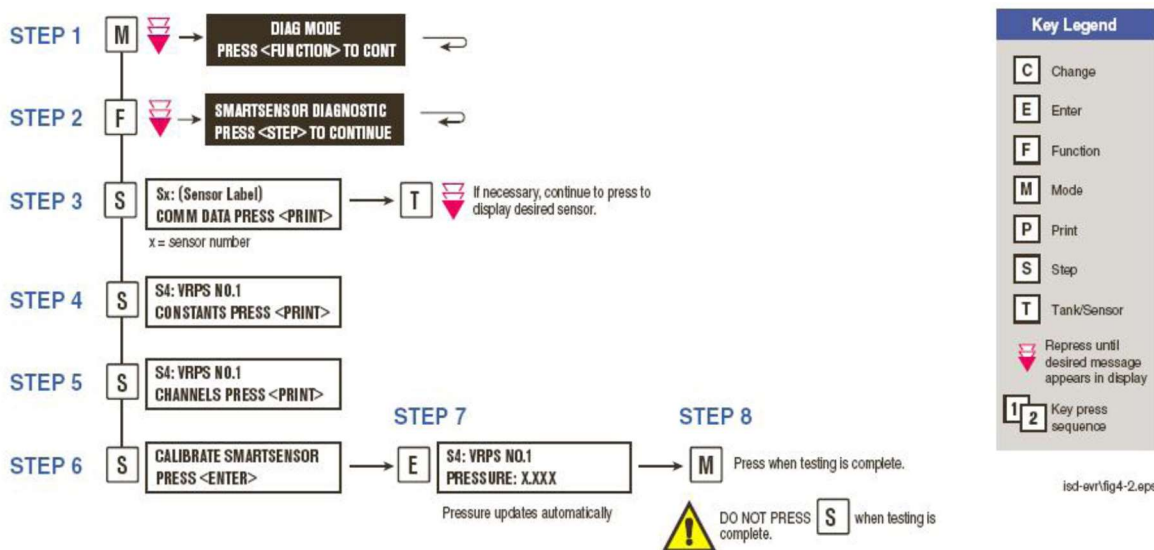 STEP 1
M
DIAG MODE
PRESS <FUNCTION> TO CONT
STEP 2
F
SMARTSENSOR DIAGNOSTIC
PRESS <STEP> TO CONTINUE
STEP 3
S
Sx: (Sensor Label)
COMM DATA PRESS <PRINT>
x = sensor number
T
If necessary, continue to press to
display desired sensor.
STEP 4
S
S4: VRPS NO.1
CONSTANTS PRESS <PRINT>
STEP 5
S
S4: VRPS NO.1
CHANNELS PRESS <PRINT>
STEP 6
S
CALIBRATE SMARTSENSOR
PRESS <ENTER>
STEP 7
E
S4: VRPS NO.1
PRESSURE: X.XXX
Pressure updates automatically
STEP 8
M
Press when testing is complete.
!
DO NOT PRESS S when testing is
complete.
Key Legend
C Change
E Enter
F Function
M Mode
P Print
S Step
T Tank/Sensor
Repress until
desired message
appears in display
1 2 Key press
sequence
isd-evr\fig4-2.eps